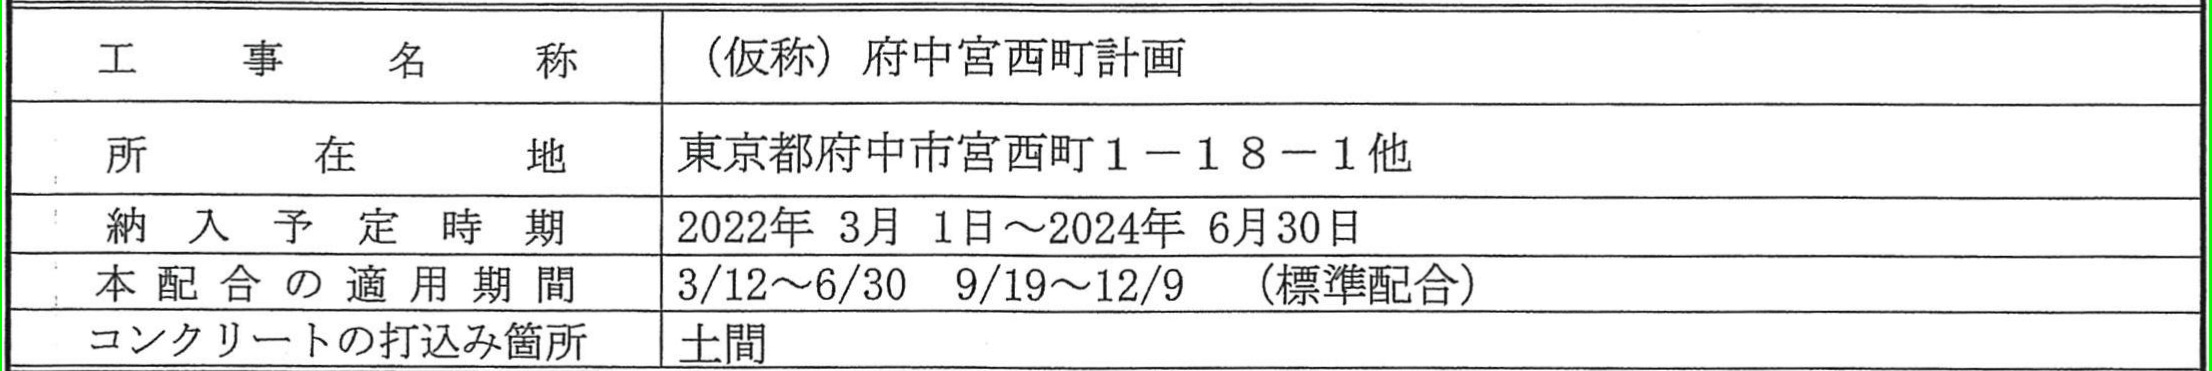 工事名称 （仮称）府中宮西町計画
所在地 東京都府中市宮西町１－１８－１他
納入予定時期 2022年 3月 1日～2024年 6月30日
本配合の適用期間 3/12～6/30 9/19～12/9 （標準配合）
コンクリートの打込み箇所 土間